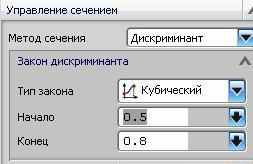 Управление сечением
Метод сечения Дискриминант
Закон дискриминанта
Тип закона Кубический
Начало 0.5
Конец 0.8